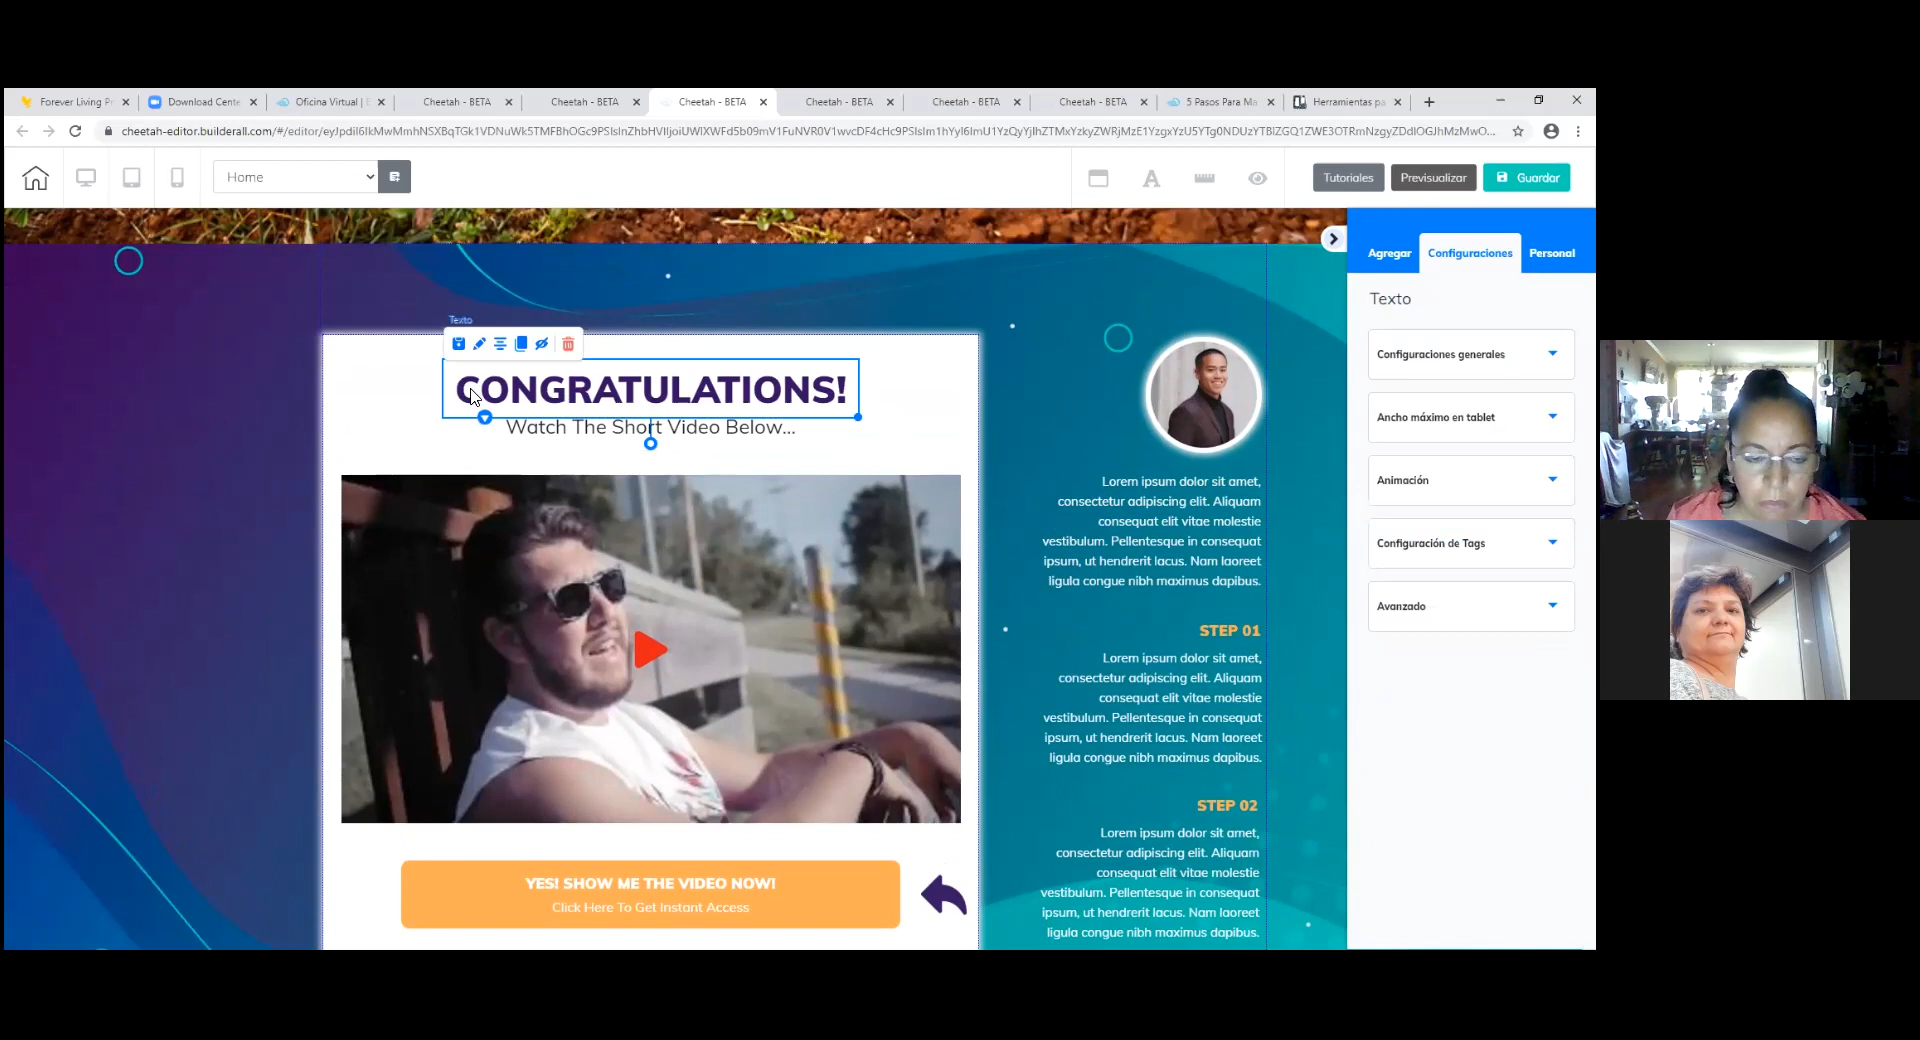 Forever Living Pr
Download Cente
Oficina Virtual | E
Cheetah - BETA
Cheetah - BETA
Cheetah - BETA
Cheetah - BETA
Cheetah - BETA
Cheetah - BETA
5 Pasos Para Ma
Herramientas pa
Home
Tutoriales
Previsualizar
Guardar
Agregar
Configuraciones
Personal
Texto
Configuraciones generales
Ancho máximo en tablet
Animación
Configuración de Tags
Avanzado
Texto
CONGRATULATIONS!
Watch The Short Video Below...
YES! SHOW ME THE VIDEO NOW!
Click Here To Get Instant Access
Lorem ipsum dolor sit amet,
consectetur adipiscing elit. Aliquam
consequat elit vitae molestie
vestibulum. Pellentesque in consequat
ipsum, ut hendrerit lacus. Nam laoreet
ligula congue nibh maximus dapibus.
STEP 01
Lorem ipsum dolor sit amet,
consectetur adipiscing elit. Aliquam
consequat elit vitae molestie
vestibulum. Pellentesque in consequat
ipsum, ut hendrerit lacus. Nam laoreet
ligula congue nibh maximus dapibus.
STEP 02
Lorem ipsum dolor sit amet,
consectetur adipiscing elit. Aliquam
consequat elit vitae molestie
vestibulum. Pellentesque in consequat
ipsum, ut hendrerit lacus. Nam laoreet
ligula congue nibh maximus dapibus.